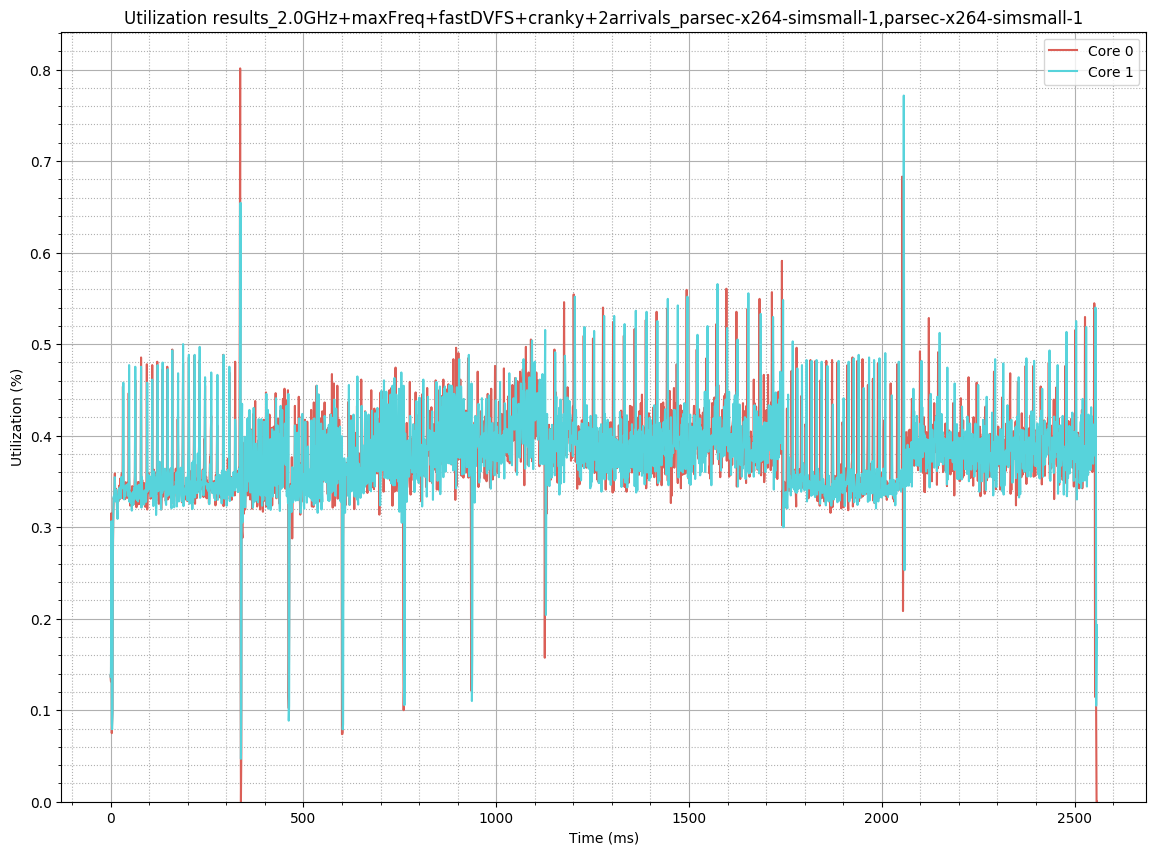 Utilization results_2.0GHz+maxFreq+fastDVFS+cranky+2arrivals_parsec-x264-simsmall-1,parsec-x264-simsmall-1
Core 0
Core 1
Utilization (%)
0.8
0.7
0.6
0.5
0.4
0.3
0.2
0.1
0.0
0 500 1000 1500 2000 2500
Time (ms)